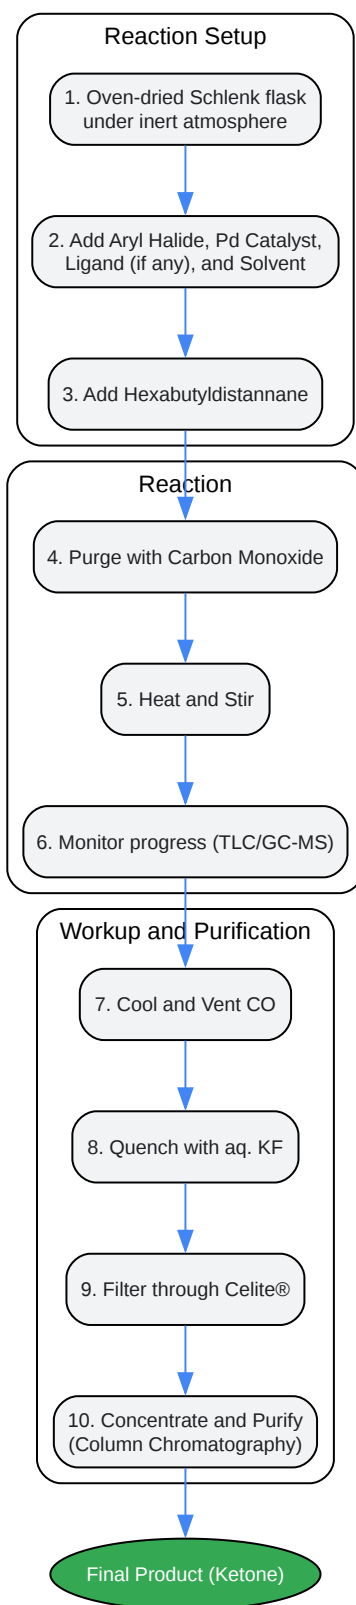 Reaction Setup
1. Oven-dried Schlenk flask
under inert atmosphere
2. Add Aryl Halide, Pd Catalyst,
Ligand (if any), and Solvent
3. Add Hexabutyldistannane
Reaction
4. Purge with Carbon Monoxide
5. Heat and Stir
6. Monitor progress (TLC/GC-MS)
Workup and Purification
7. Cool and Vent CO
8. Quench with aq. KF
9. Filter through Celite®
10. Concentrate and Purify
(Column Chromatography)
Final Product (Ketone)